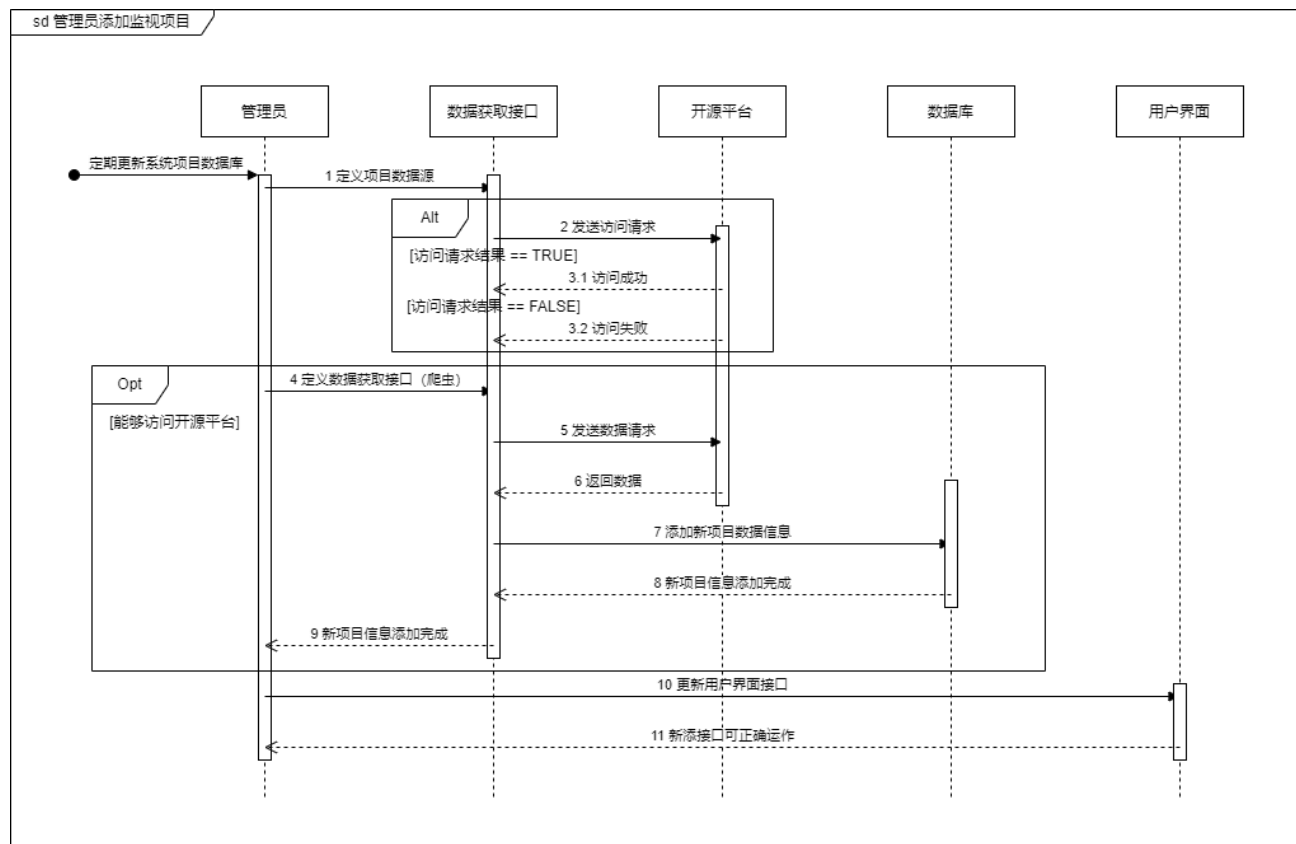 sd 管理员添加监视项目
管理员
数据获取接口
开源平台
数据库
用户界面
定期更新系统项目数据库
1 定义项目数据源
Alt
2 发送访问请求
[访问请求结果 == TRUE]
3.1 访问成功
[访问请求结果 == FALSE]
3.2 访问失败
Opt
4 定义数据获取接口（爬虫）
[能够访问开源平台]
5 发送数据请求
6 返回数据
7 添加新项目数据信息
8 新项目信息添加完成
9 新项目信息添加完成
10 更新用户界面接口
11 新添接口可正确运作